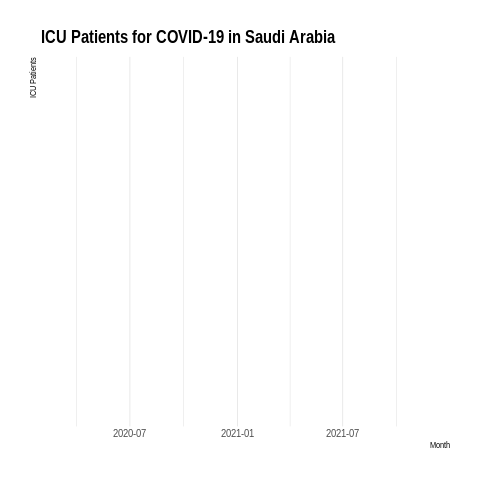 ICU Patients for COVID-19 in Saudi Arabia
ICU Patients
2020-07
2021-01
2021-07
Month